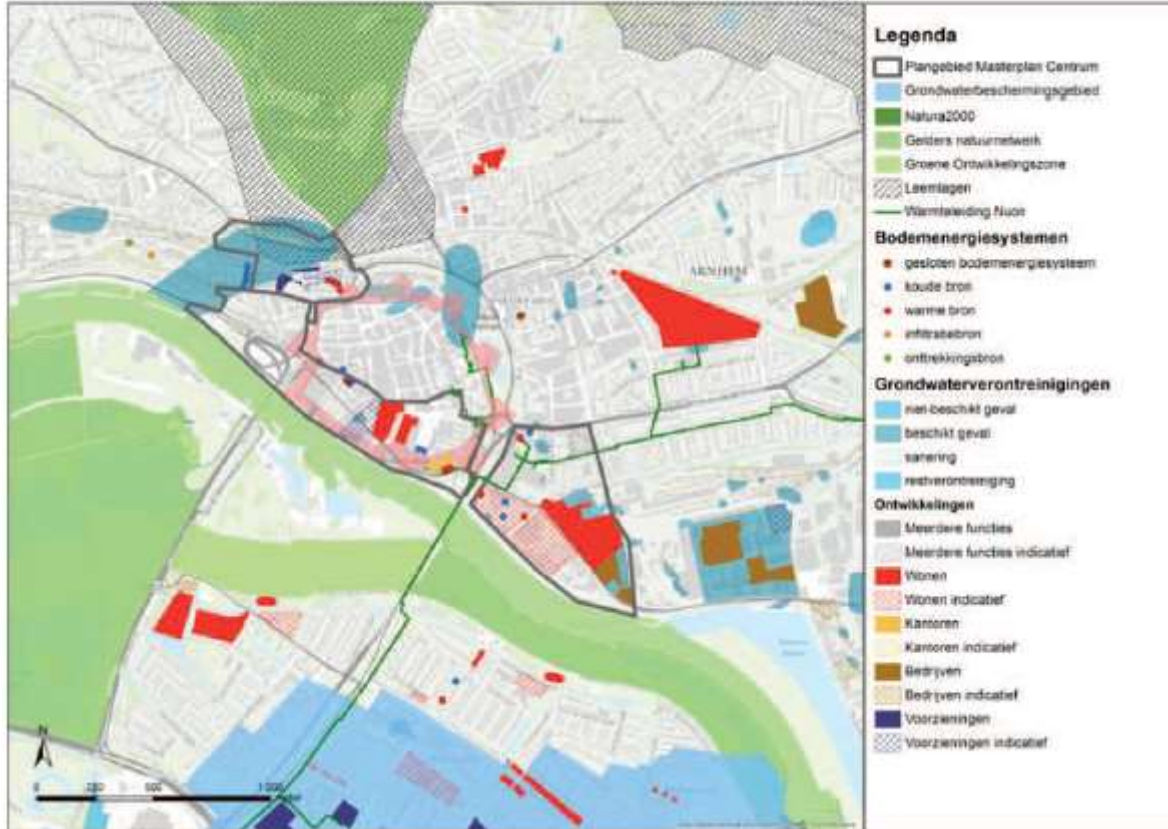 ARNHEM
N
0
1 000
Legenda
Plangebied Masterplan Centrum
Grondwaterbeschermingsgebied
Natura2000
Gelders natuurnetwerk
Groene Ontwikkelingszone
Leemlagen
Warmteleiding Nuon
Bodemenergiesystemen
gesloten bodemenergiesysteem
koude bron
warme bron
infiltratiebron
onttrekkingsbron
Grondwaterverontreinigingen
niet-beschikt geval
beschikt geval
sanering
restverontreiniging
Ontwikkelingen
Meerdere functies
Meerdere functies indicatief
Wonen
Wonen indicatief
Kantoren
Kantoren indicatief
Bedrijven
Bedrijven indicatief
Voorzieningen
Voorzieningen indicatief